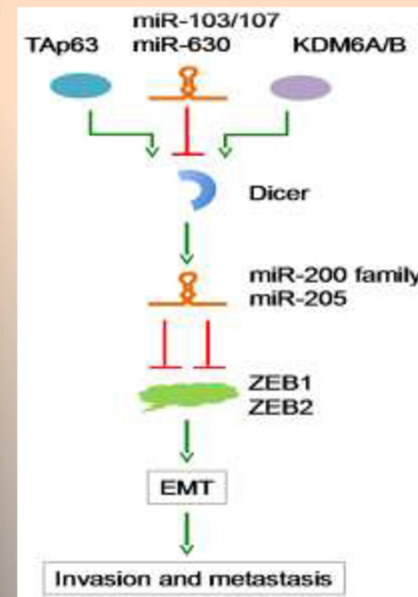 miR-103/107
TAp63 miR-630 KDM6A/B
Dicer
miR-200 family
miR-205
ZEB1
ZEB2
EMT
Invasion and metastasis